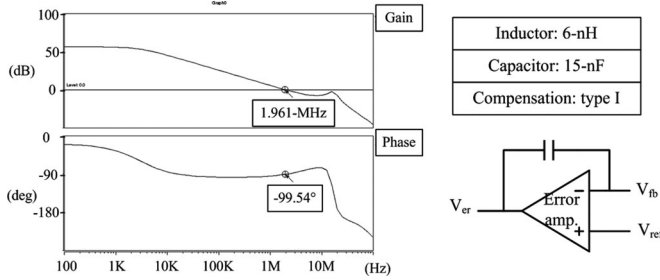 Graph0
100
Gain
50
(dB)
Level 0.0
0
1.961-MHz
0
Phase
-90
(deg)
-99.54°
-180
100 1K 10K 100K 1M 10M (Hz)
Inductor: 6-nH
Capacitor: 15-nF
Compensation: type I
Ver
Error
amp.
-
+
Vfb
Vref